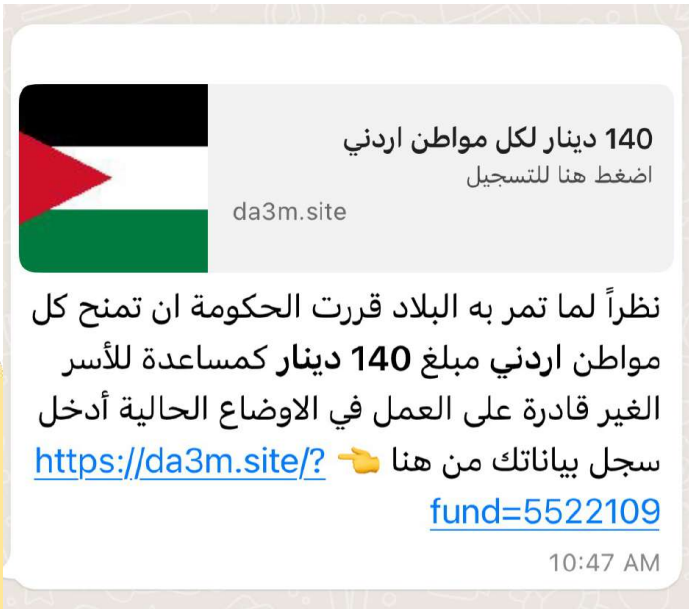 140 دينار لكل مواطن اردني
اضغط هنا للتسجيل
da3m.site
نظراً لما تمر به البلاد قررت الحكومة ان تمنح كل
مواطن اردني مبلغ 140 دينار كمساعدة للأسر
الغير قادرة على العمل في الاوضاع الحالية أدخل
سجل بياناتك من هنا 👈 https://da3m.site/?
fund=5522109
10:47 AM